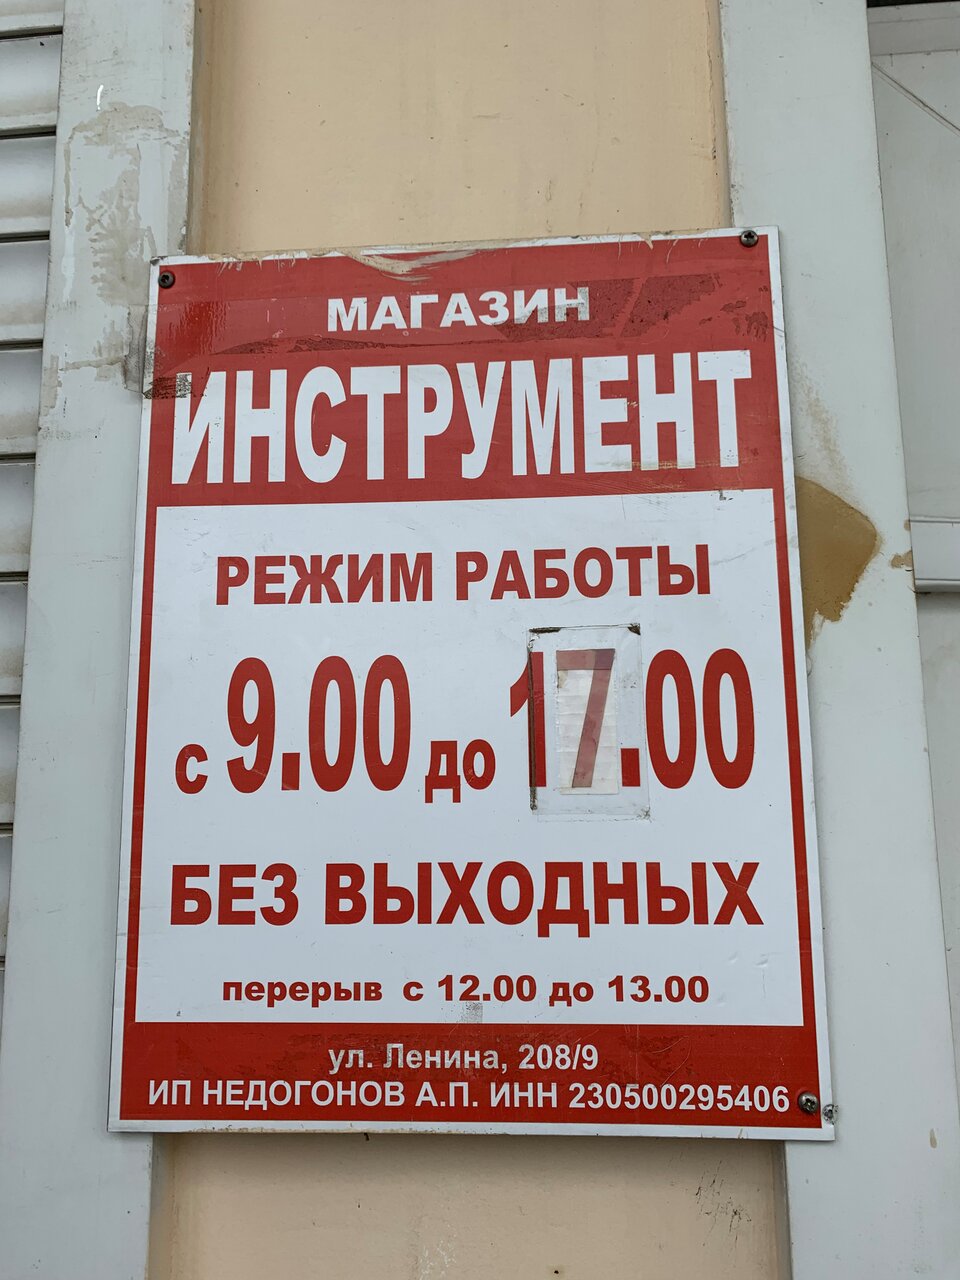 МАГАЗИН
ИНСТРУМЕНТ
РЕЖИМ РАБОТЫ
с 9.00 до 17.00
БЕЗ ВЫХОДНЫХ
перерыв с 12.00 до 13.00
ул. Ленина, 208/9
ИП НЕДОГОНОВ А.П. ИНН 230500295406